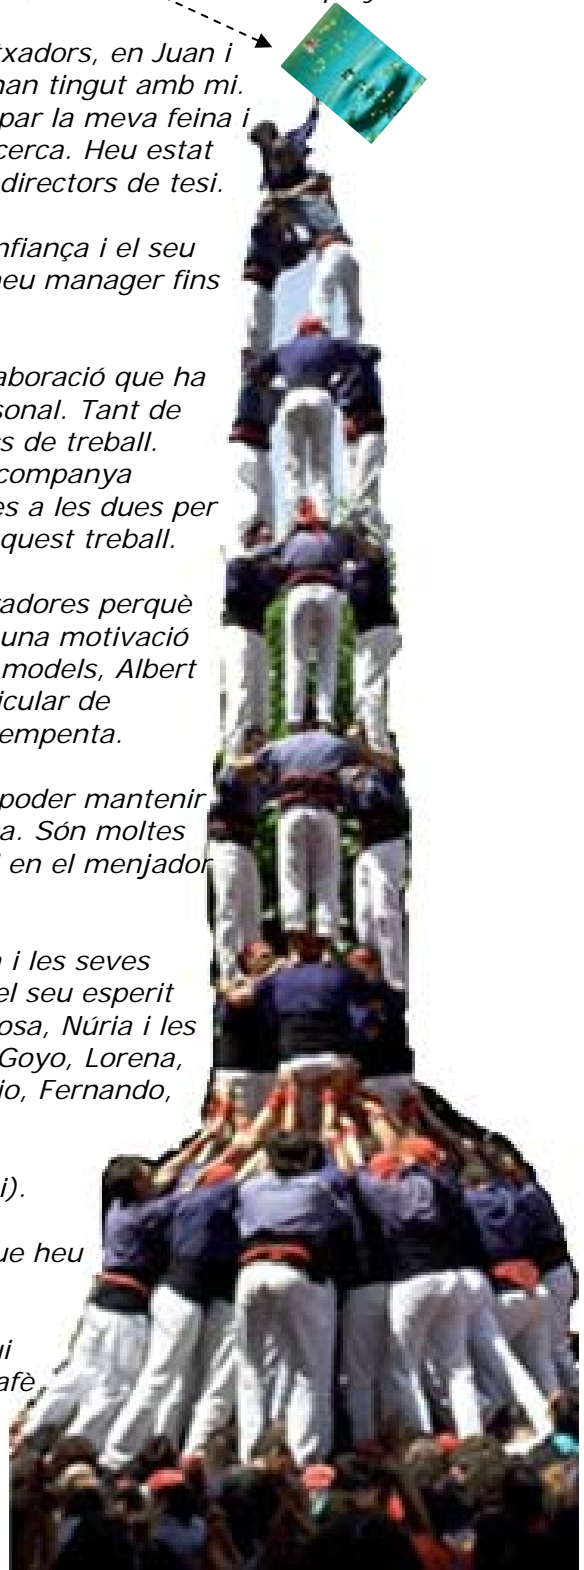 txadors, en Juan i
han tingut amb mi.
par la meva feina i
cerca. Heu estat
directors de tesi.
nfiança i el seu
neu manager fins
aboració que ha
sonal. Tant de
s de treball.
companya
es a les dues per
quest treball.
adores perquè
una motivació
models, Albert
icular de
empenta.
poder mantenir
a. Són moltes
en el menjador
i les seves
el seu esperit
osa, Núria i les
Goyo, Lorena,
io, Fernando,
i).
ue heu
ui
afè